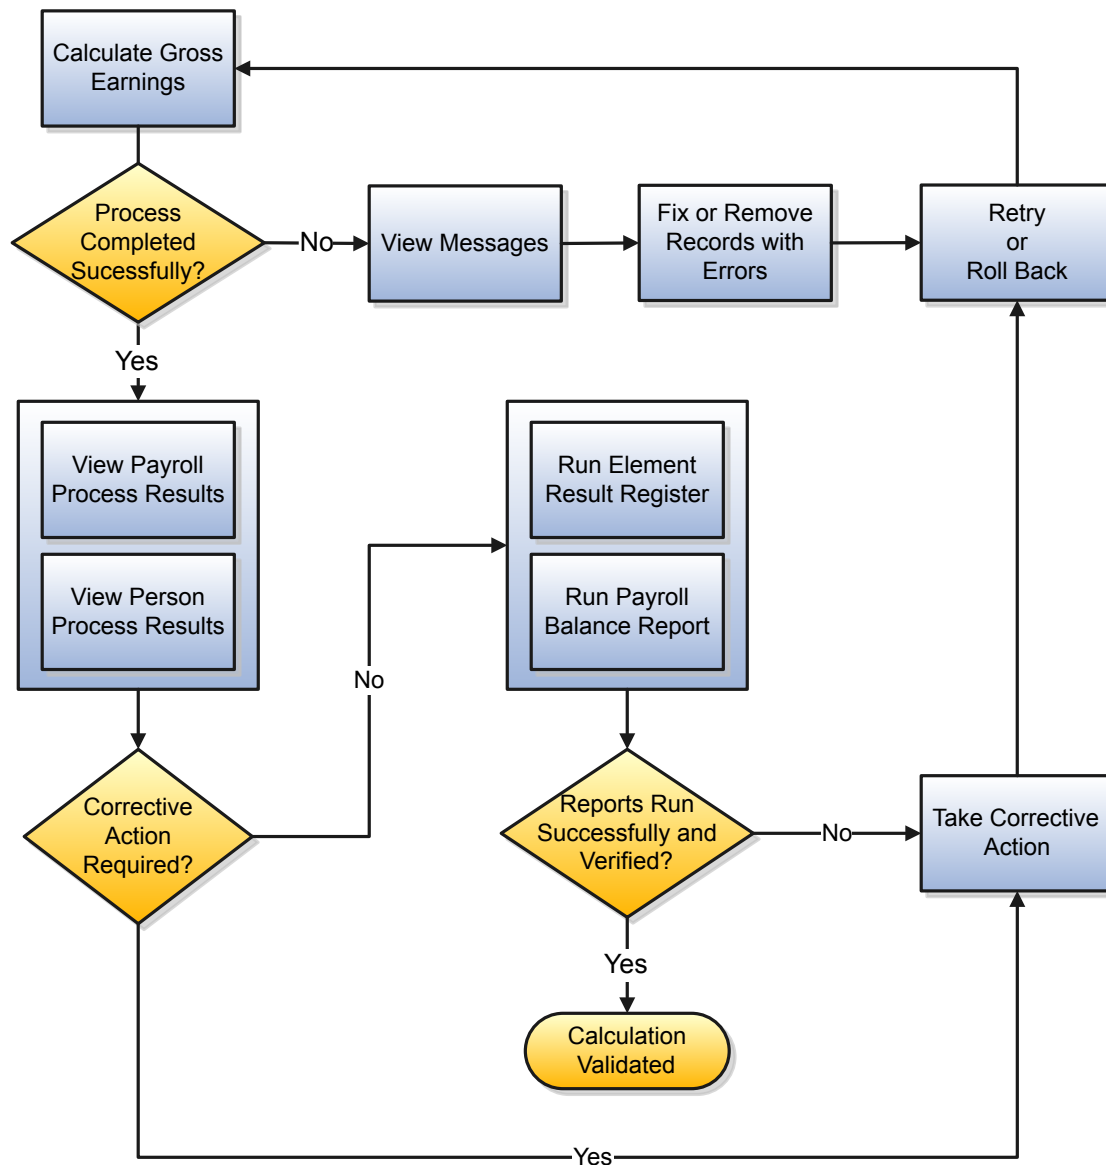 Calculate Gross
Earnings
Process
Completed
Sucessfully?
No
View Messages
Fix or Remove
Records with
Errors
Retry
or
Roll Back
Yes
View Payroll
Process Results
View Person
Process Results
Run Element
Result Register
Run Payroll
Balance Report
No
Corrective
Action
Required?
Reports Run
Successfully and
Verified?
No
Take Corrective
Action
Yes
Calculation
Validated
Yes